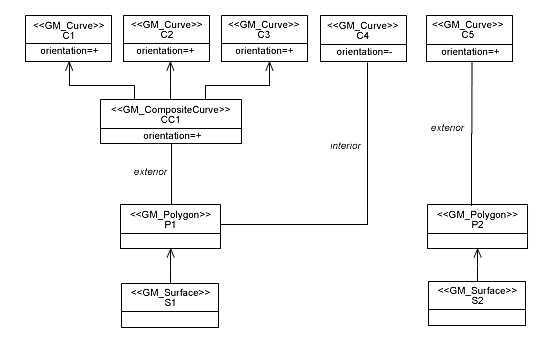 <<GM_Curve>>
C1
orientation=+
<<GM_Curve>>
C2
orientation=+
<<GM_Curve>>
C3
orientation=+
<<GM_Curve>>
C4
orientation=-
<<GM_Curve>>
C5
orientation=+
<<GM_CompositeCurve>>
CC1
orientation=+
exterior
interior
exterior
<<GM_Polygon>>
P1
<<GM_Polygon>>
P2
<<GM_Surface>>
S1
<<GM_Surface>>
S2